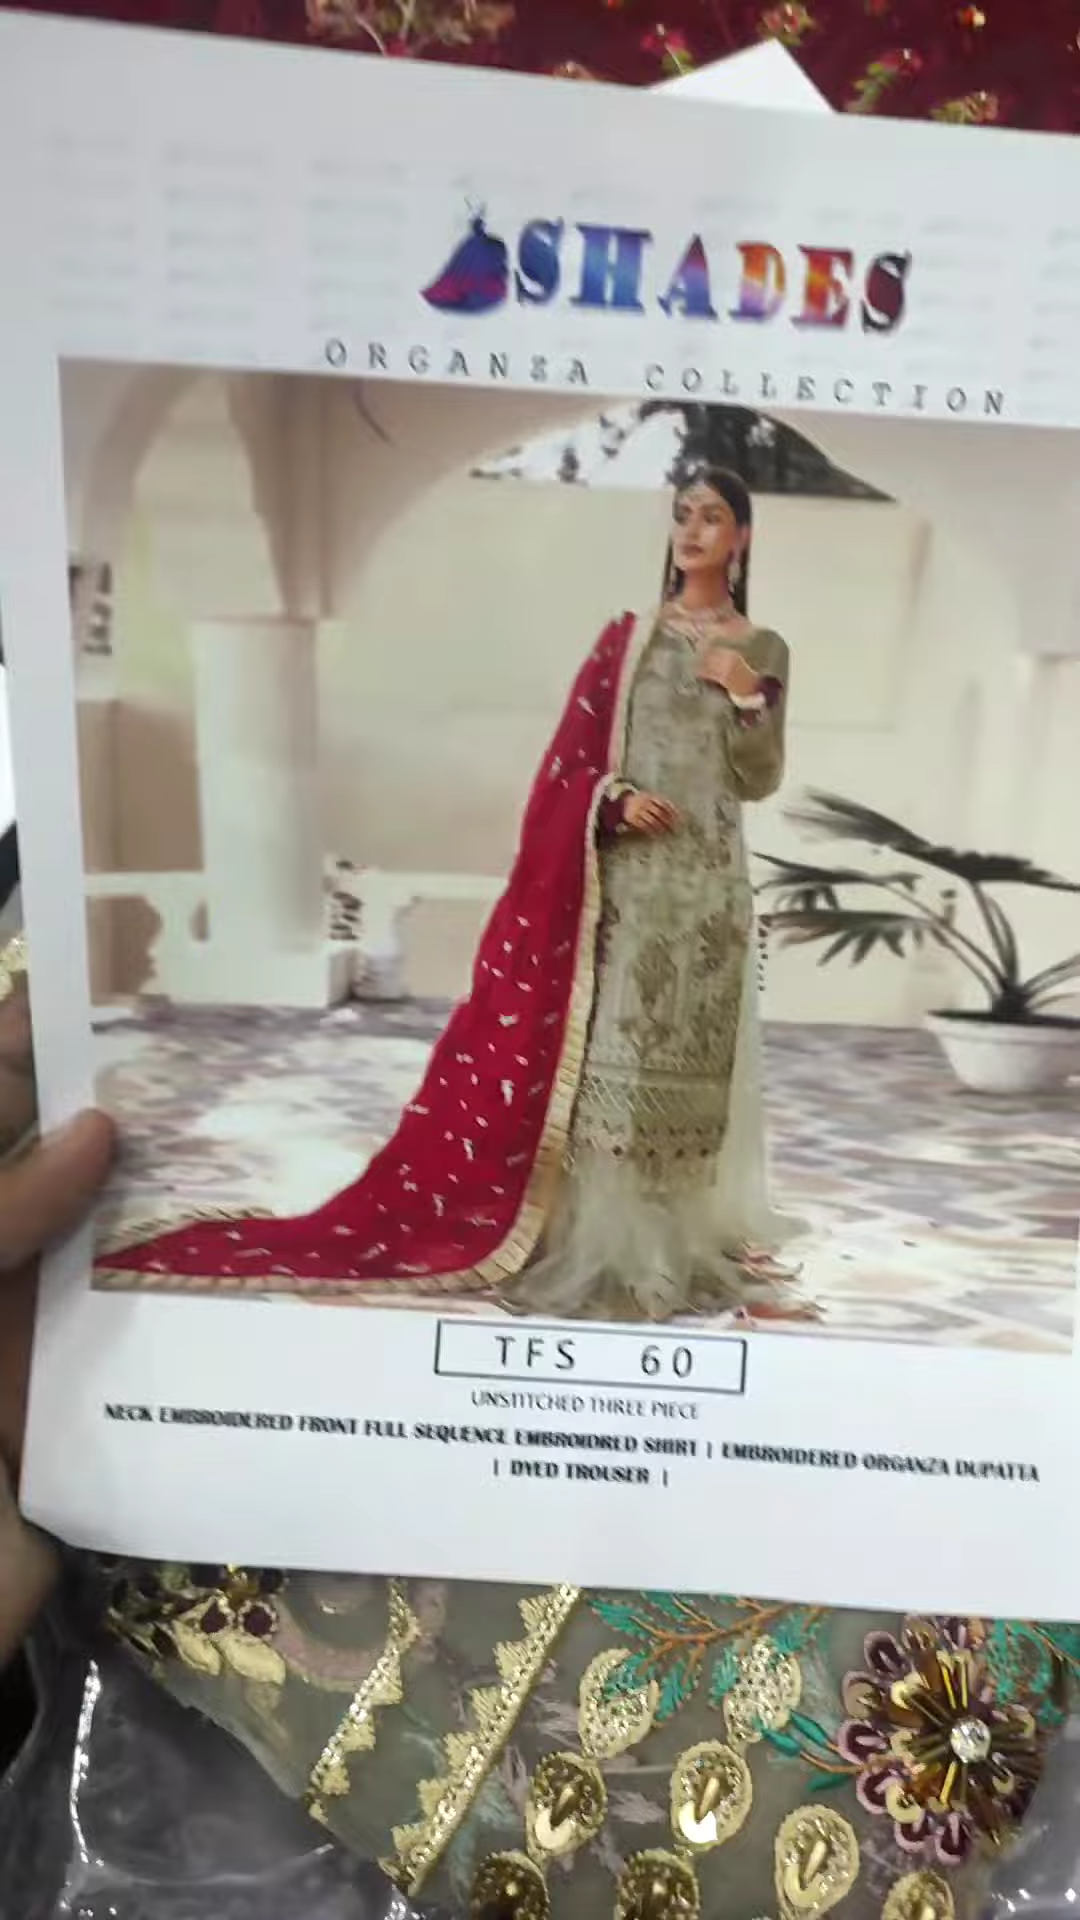 SHADES
ORGANZA COLLECTION
TFS 60
UNSTITCHED THREE PIECE
NECK EMBROIDERED FRONT FULL SEQUENCE EMBROIDRED SHIRT | EMBROIDERED ORGANZA DUPATTA
| DYED TROUSER |